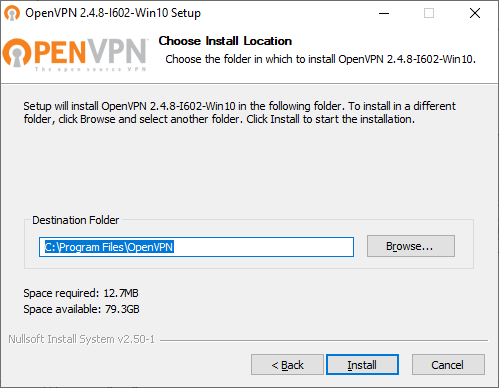 OpenVPN 2.4.8-I602-Win10 Setup
OPENVPN™
The open source VPN
Choose Install Location
Choose the folder in which to install OpenVPN 2.4.8-I602-Win10.
Setup will install OpenVPN 2.4.8-I602-Win10 in the following folder. To install in a different
folder, click Browse and select another folder. Click Install to start the installation.
Destination Folder
C:\Program Files\OpenVPN
Browse...
Space required: 12.7MB
Space available: 79.3GB
Nullsoft Install System v2.50-1
< Back
Install
Cancel